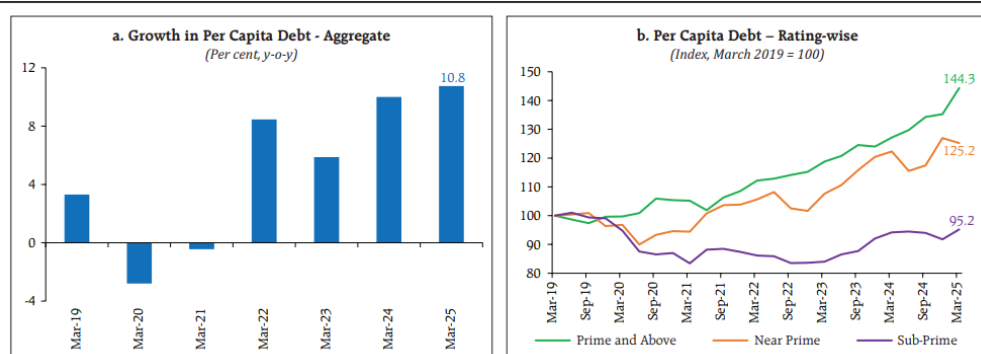 a. Growth in Per Capita Debt - Aggregate
(Per cent, y-o-y)
12
8
4
0
-4
10.8
Mar-19
Mar-20
Mar-21
Mar-22
Mar-23
Mar-24
Mar-25
b. Per Capita Debt – Rating-wise
(Index, March 2019 = 100)
150
140
130
120
110
100
90
80
144.3
125.2
95.2
Mar-19
Sep-19
Mar-20
Sep-20
Mar-21
Sep-21
Mar-22
Sep-22
Mar-23
Sep-23
Mar-24
Sep-24
Mar-25
Prime and Above
Near Prime
Sub-Prime